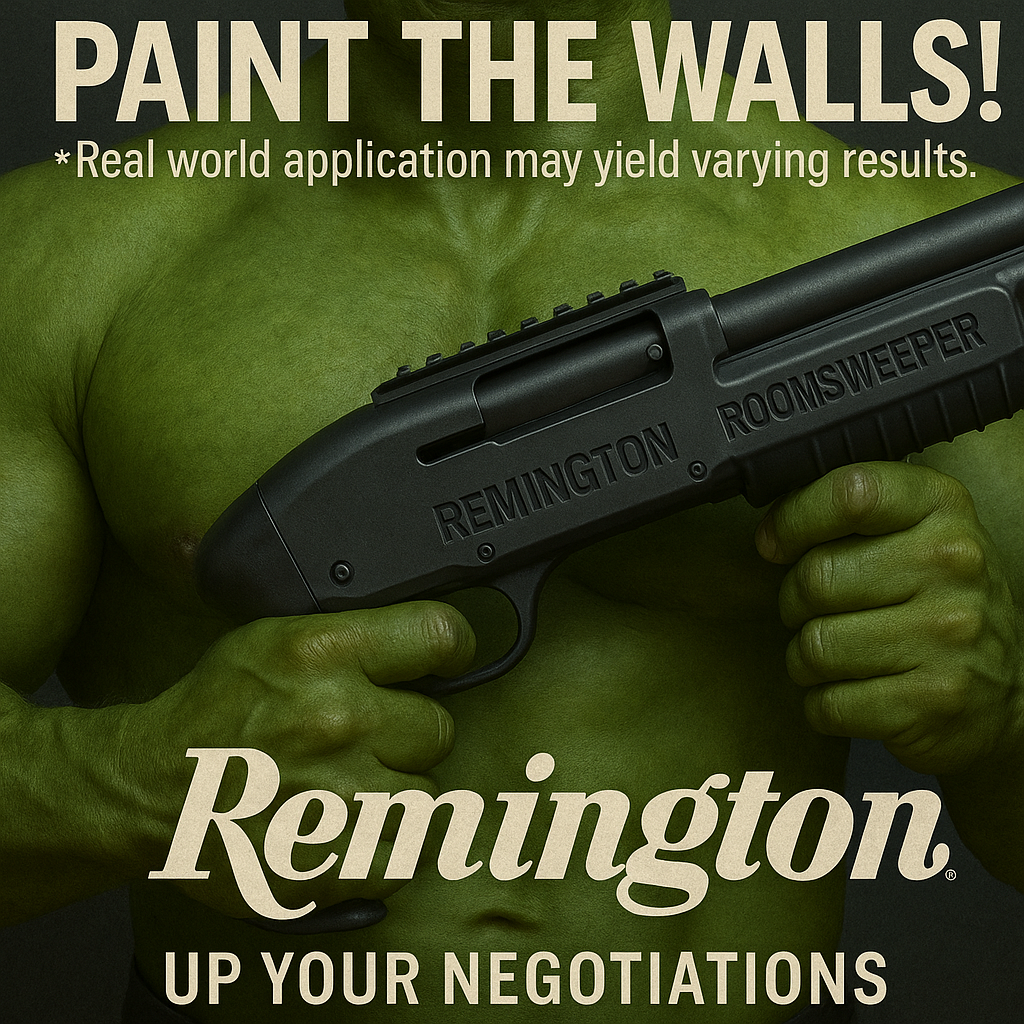 PAINT THE WALLS!
*Real world application may yield varying results.
ROOMSWEEPER
REMINGTON
Remington®
UP YOUR NEGOTIATIONS